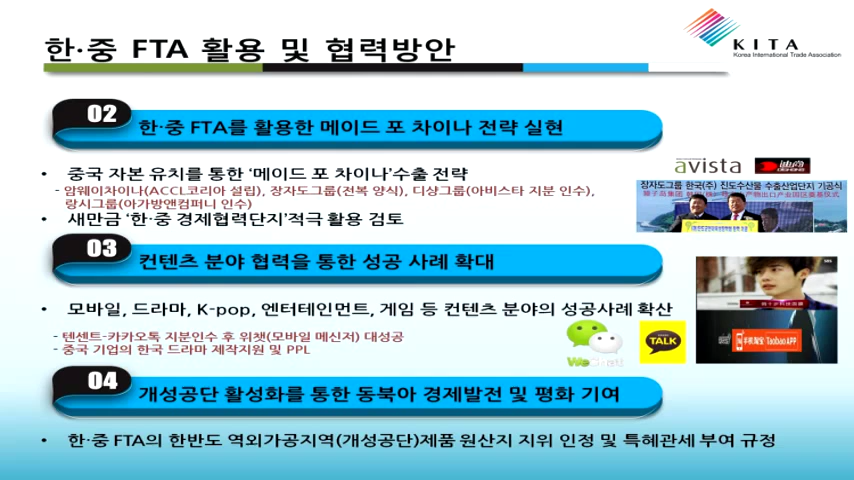 한·중 FTA 활용 및 협력방안
KITA
Korea International Trade Association
02
한·중 FTA를 활용한 메이드 포 차이나 전략 실현
• 중국 자본 유치를 통한 ‘메이드 포 차이나’수출 전략
- 암웨이차이나(ACCL코리아 설립), 장자도그룹(전복 양식), 디샹그룹(아비스타 지분 인수),
랑시그룹(아가방앤컴퍼니 인수)
• 새만금 ‘한·중 경제협력단지’적극 활용 검토
avista
장자도그룹 한국(주) 진도수산물 수출산업단지 기공식
03
컨텐츠 분야 협력을 통한 성공 사례 확대
• 모바일, 드라마, K-pop, 엔터테인먼트, 게임 등 컨텐츠 분야의 성공사례 확산
- 텐센트-카카오톡 지분인수 후 위챗(모바일 메신저) 대성공
- 중국 기업의 한국 드라마 제작지원 및 PPL
TALK
SBS
手机淘宝·Taobao APP
04
개성공단 활성화를 통한 동북아 경제발전 및 평화 기여
• 한·중 FTA의 한반도 역외가공지역(개성공단)제품 원산지 지위 인정 및 특혜관세 부여 규정